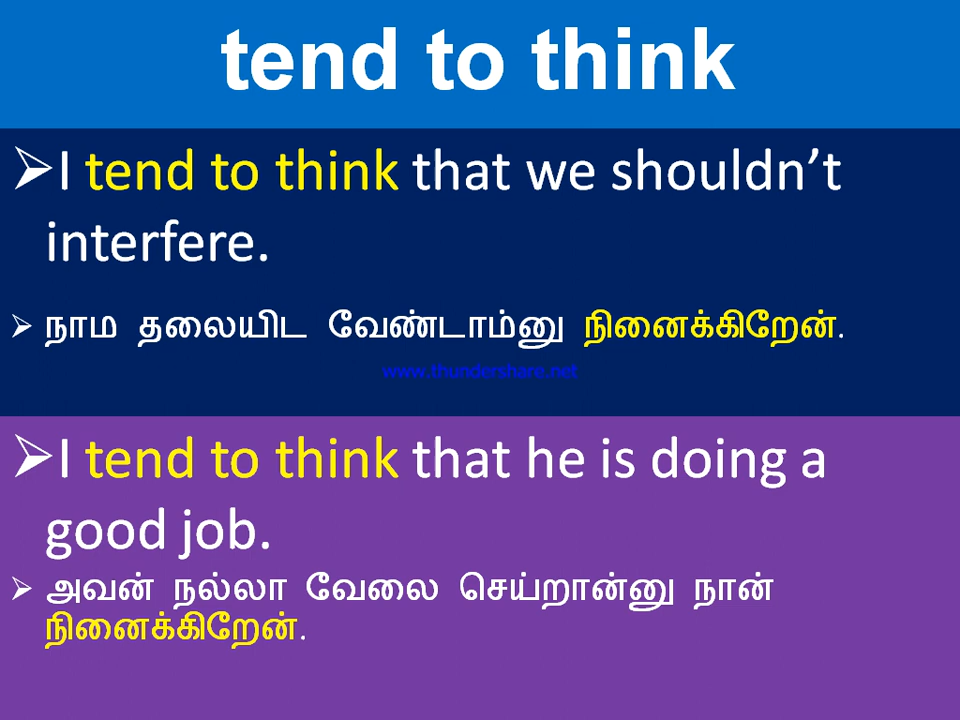 tend to think
➢I tend to think that we shouldn’t
interfere.
➢ நாம தலையிட வேண்டாம்னு நினைக்கிறேன்.
www.thundershare.net
➢I tend to think that he is doing a
good job.
➢ அவன் நல்லா வேலை செய்றான்னு நான்
நினைக்கிறேன்.